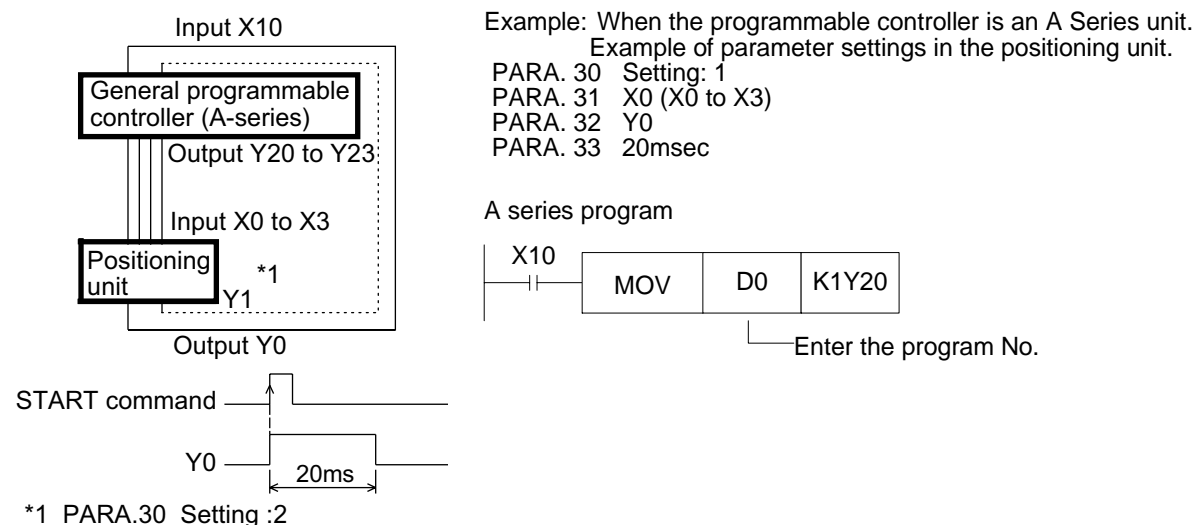 Input X10
General programmable
controller (A-series)
Output Y20 to Y23
Input X0 to X3
Positioning
unit
*1
Y1
Output Y0
START command
Y0
20ms
*1 PARA.30 Setting :2
Example: When the programmable controller is an A Series unit.
Example of parameter settings in the positioning unit.
PARA. 30 Setting: 1
PARA. 31 X0 (X0 to X3)
PARA. 32 Y0
PARA. 33 20msec
A series program
X10
MOV D0 K1Y20
Enter the program No.